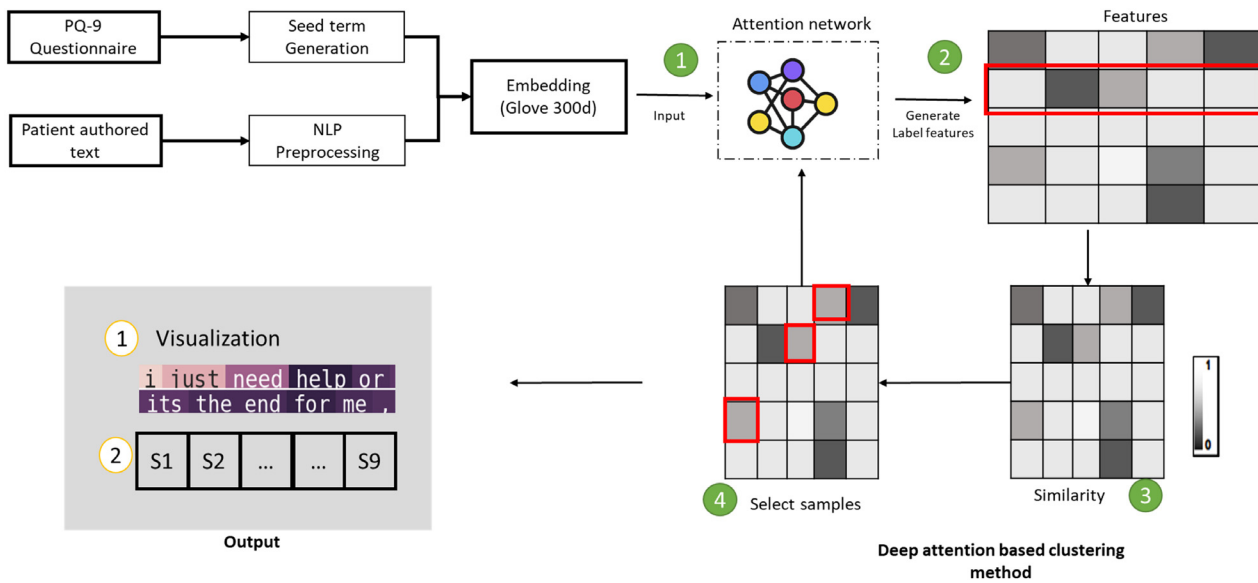 PQ-9
Questionnaire
Seed term
Generation
Patient authored
text
NLP
Preprocessing
Embedding
(Glove 300d)
1
Input
Attention network
2
Generate
Label features
Features
1
0
Similarity
3
4
Select samples
Deep attention based clustering
method
1
Visualization
i just need help or
its the end for me ,
2
S1 S2 ... ... S9
Output